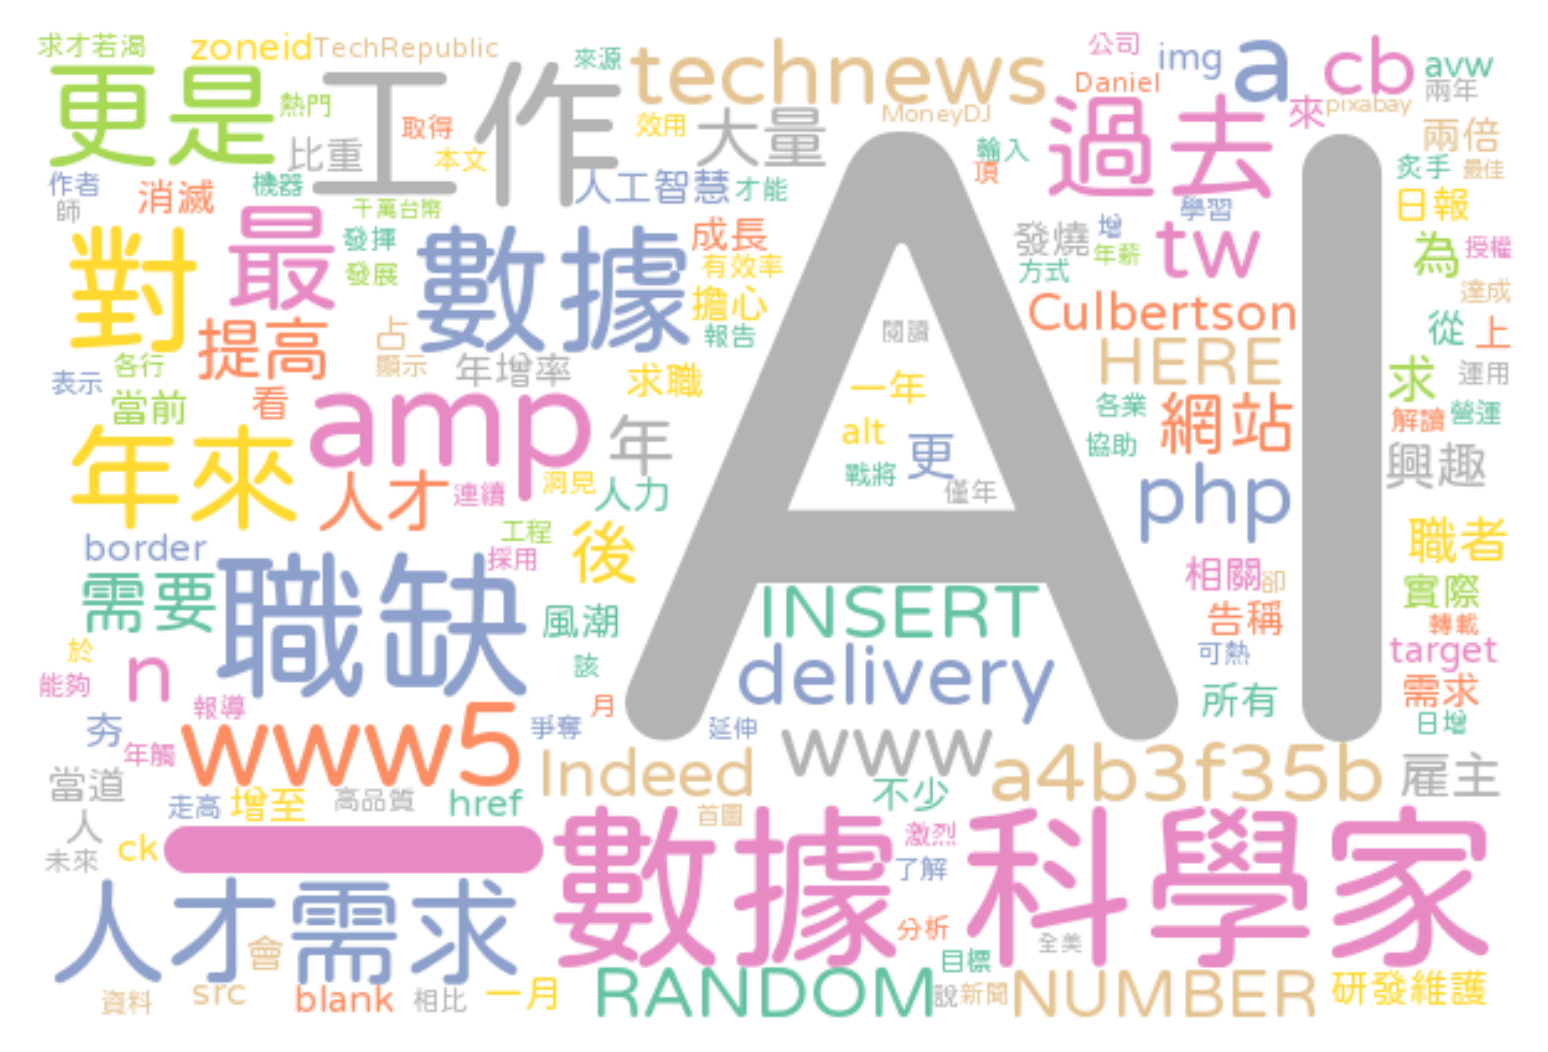 求才若渴
zoneid
TechRepublic
來源
technews
公司
img
a
cb
avw
更是
工作
熱門
取得
比重
本文
效用
大量
MoneyDJ
Daniel
過去
來
pixabay
兩年
兩倍
輸入
頂
炙手
最佳
作者
師
消滅
機器
千萬台幣
人工智慧
才能
AI
學習
日報
對
最
發揮
發展
數據
成長
有效率
擔心
報告
發燒
增
年薪
方式
tw
為
授權
達成
提高
占
顯示
年增率
求職
閱讀
Culbertson
HERE
從
上
各行
表示
當前
看
amp
年
一年
alt
更
戰將
僅年
各業
協助
網站
求
運用
解讀
營運
年來
人才
連續
洞見
人力
php
興趣
border
工程
採用
後
職者
需要
職缺
風潮
INSERT
相關
卻
告稱
實際
轉載
於
能夠
n
該
delivery
可熱
target
報導
月
所有
需求
日增
夯
年觸
www5
爭奪
延伸
www
當道
走高
增至
高品質
href
Indeed
不少
a4b3f35b
雇主
人
未來
ck
一
首圖
數據科學家
激烈
了解
人才需求
會
分析
目標
全美
資料
src
blank
相比
一月
RANDOM
說
新聞
NUMBER
研發維護